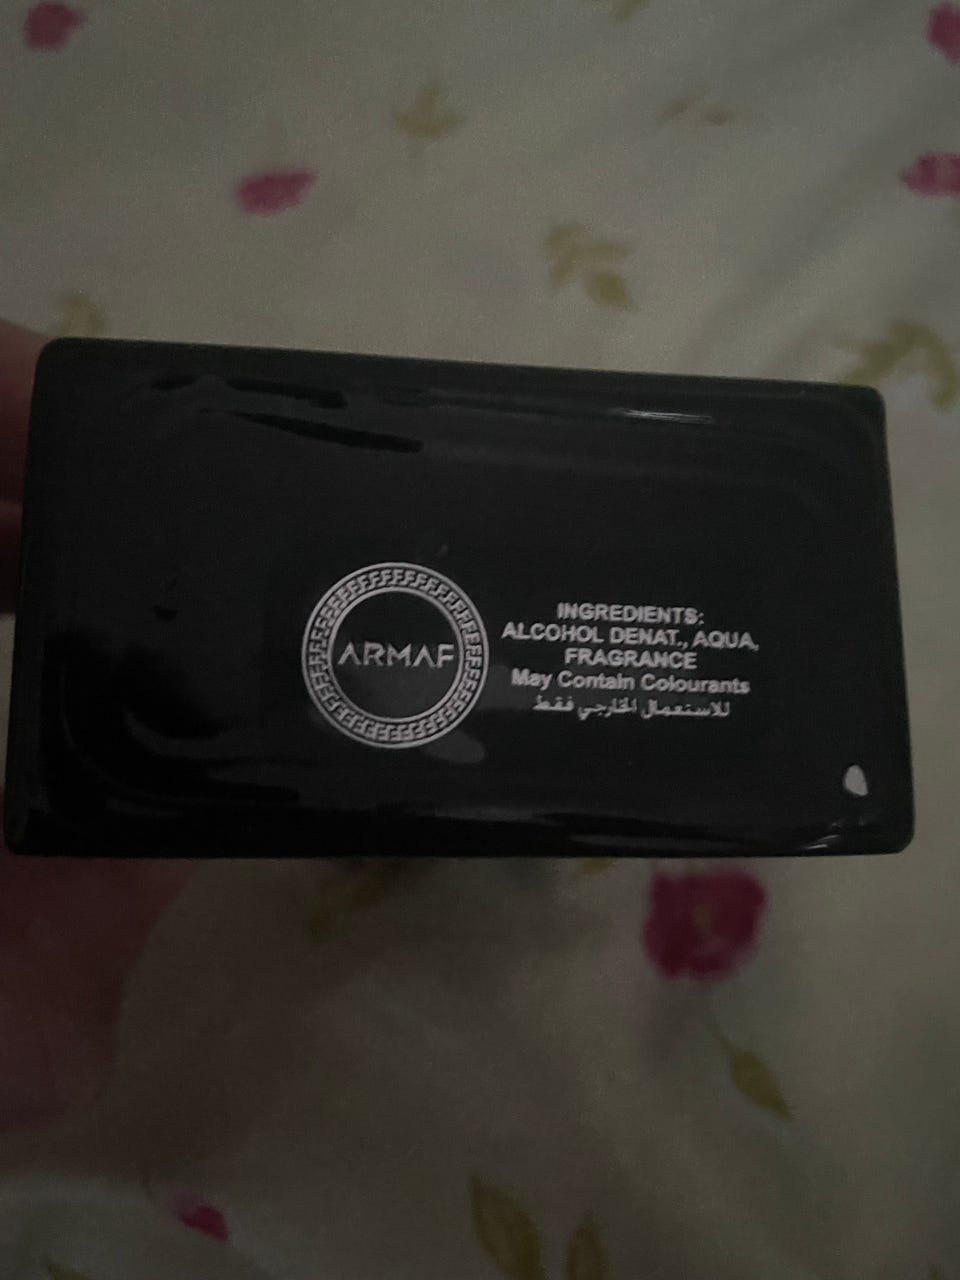 ARMAF
INGREDIENTS:
ALCOHOL DENAT., AQUA,
FRAGRANCE
May Contain Colourants
للاستعمال الخارجي فقط